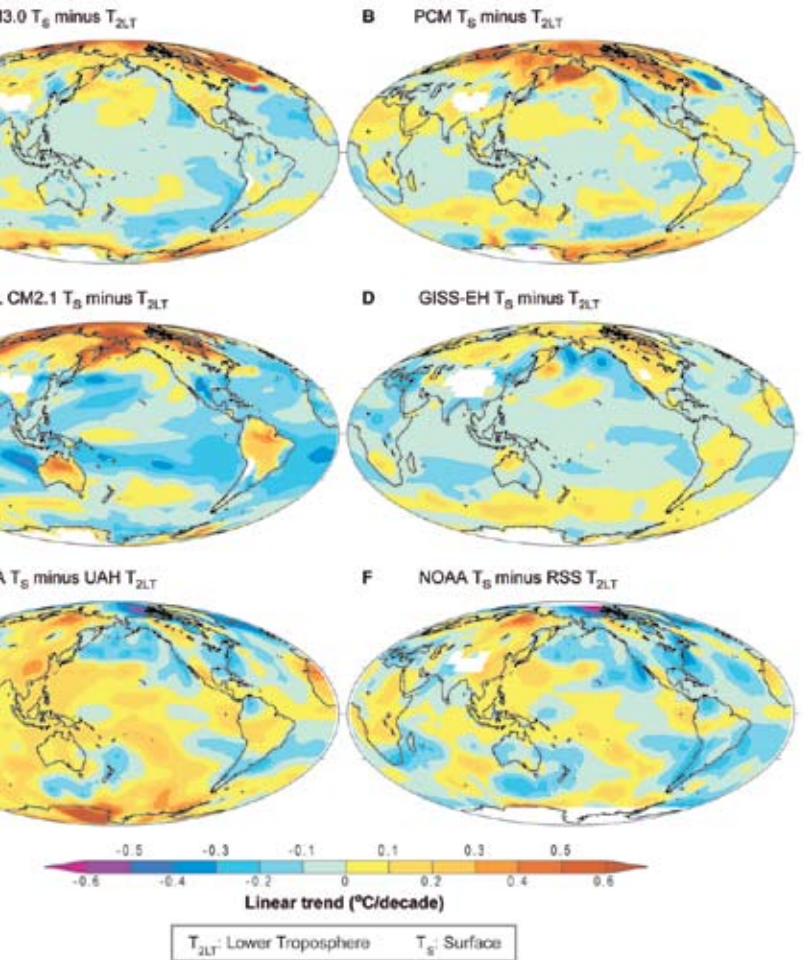 3.0 T_S minus T_2LT
B PCM T_S minus T_2LT
CM2.1 T_S minus T_2LT
D GISS-EH T_S minus T_2LT
A T_S minus UAH T_2LT
F NOAA T_S minus RSS T_2LT
-0.5 -0.3 -0.1 0.1 0.3 0.5
-0.6 -0.4 -0.2 0 0.2 0.4 0.6
Linear trend (°C/decade)
T_2LT: Lower Troposphere T_S: Surface